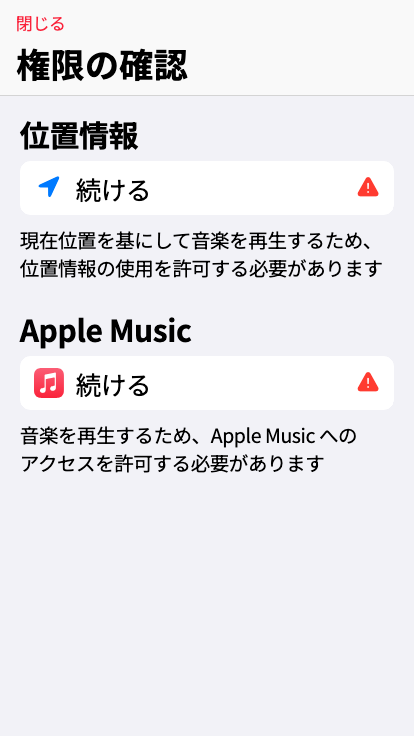 閉じる
権限の確認
位置情報
続ける
現在位置を基にして音楽を再生するため、
位置情報の使用を許可する必要があります
Apple Music
続ける
音楽を再生するため、Apple Music への
アクセスを許可する必要があります